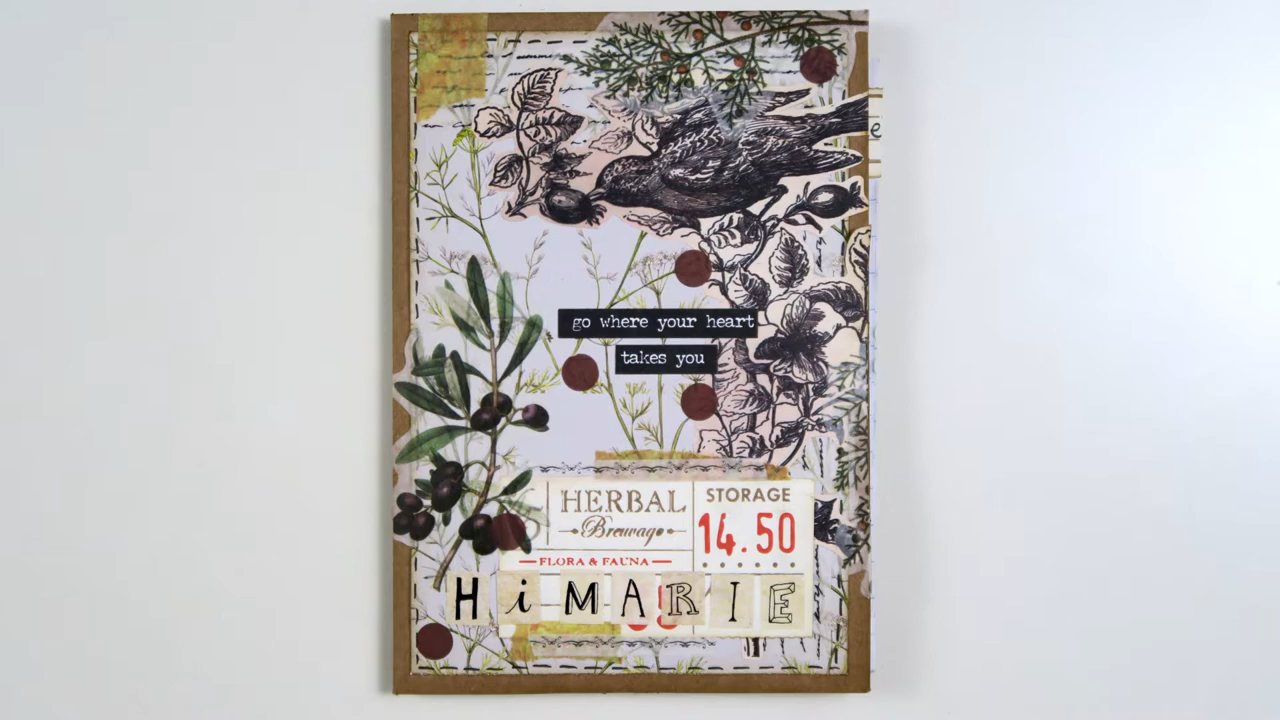 e
go where your heart
takes you
HERBAL
Brewage
STORAGE
14.50
FLORA & FAUNA
HiMARIE